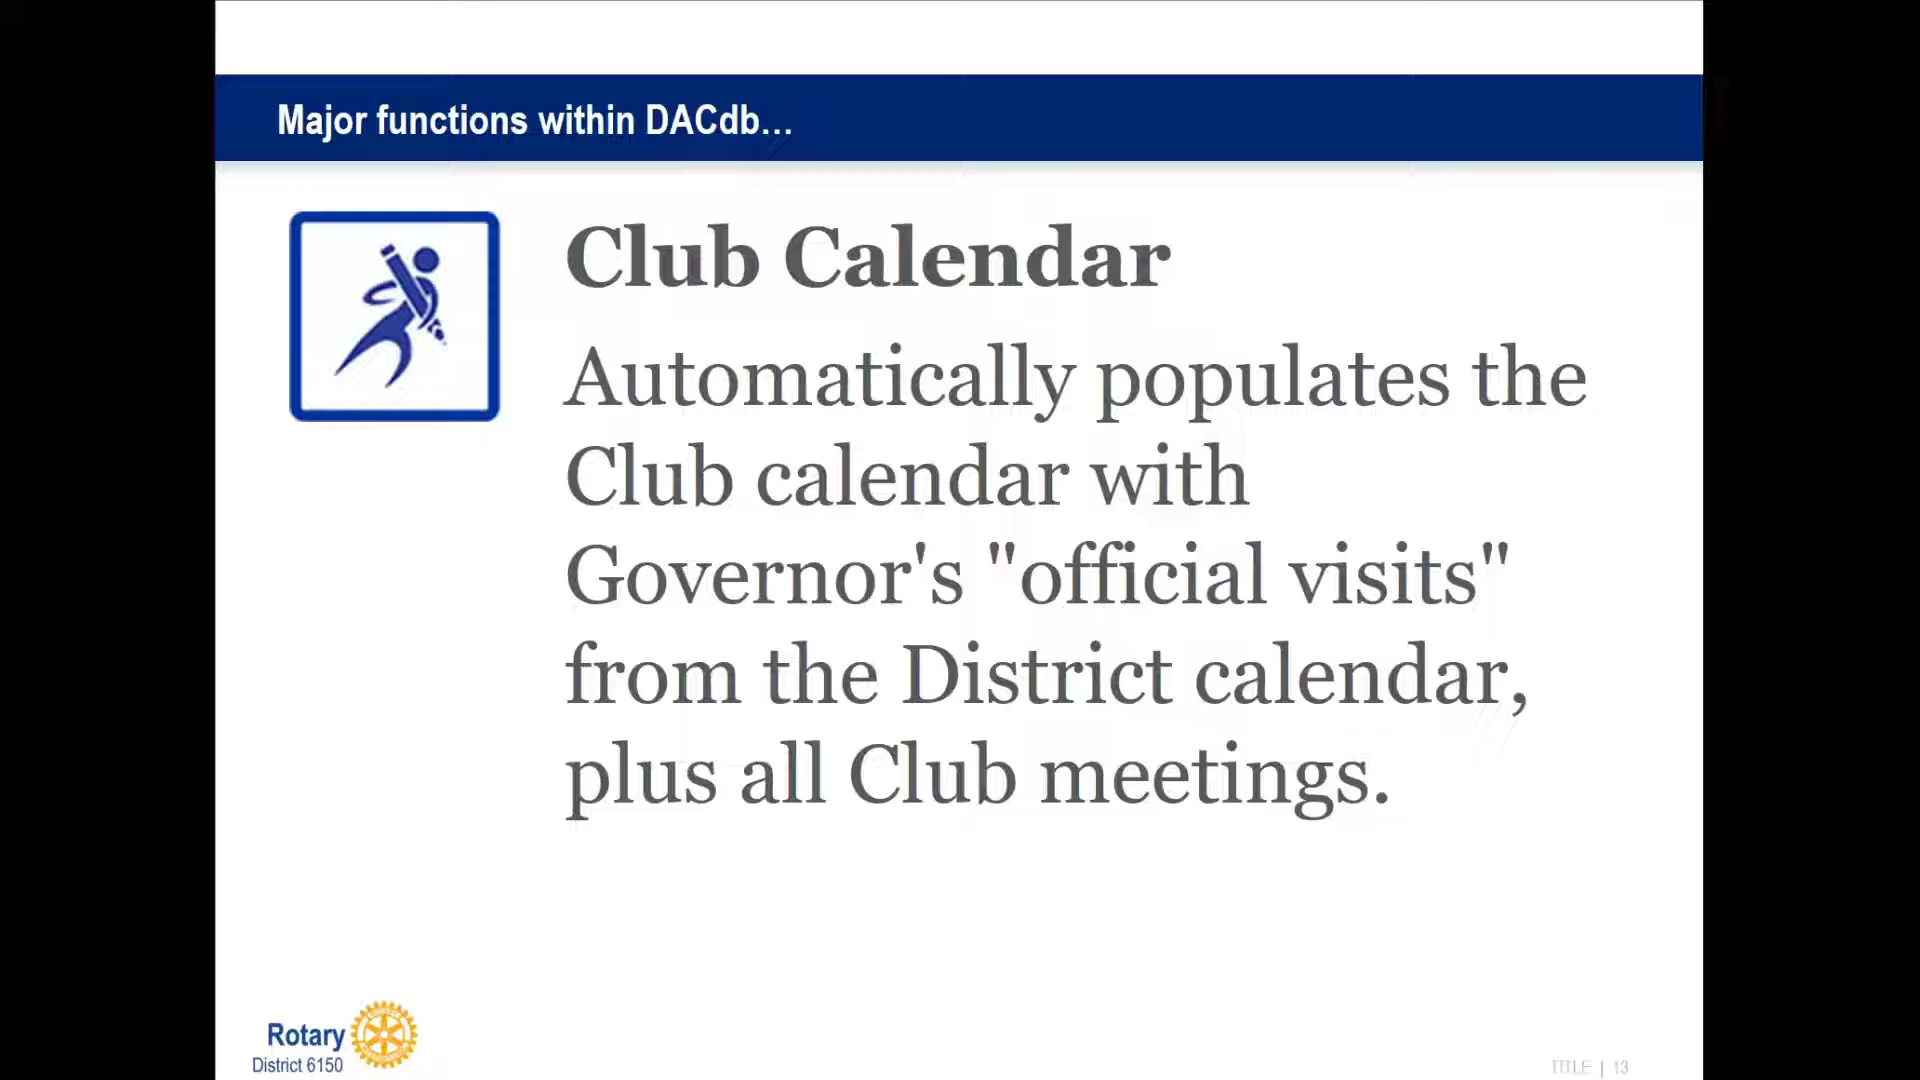 Major functions within DACdb...
Club Calendar
Automatically populates the
Club calendar with
Governor's "official visits"
from the District calendar,
plus all Club meetings.
Rotary
District 6150
TITLE | 13